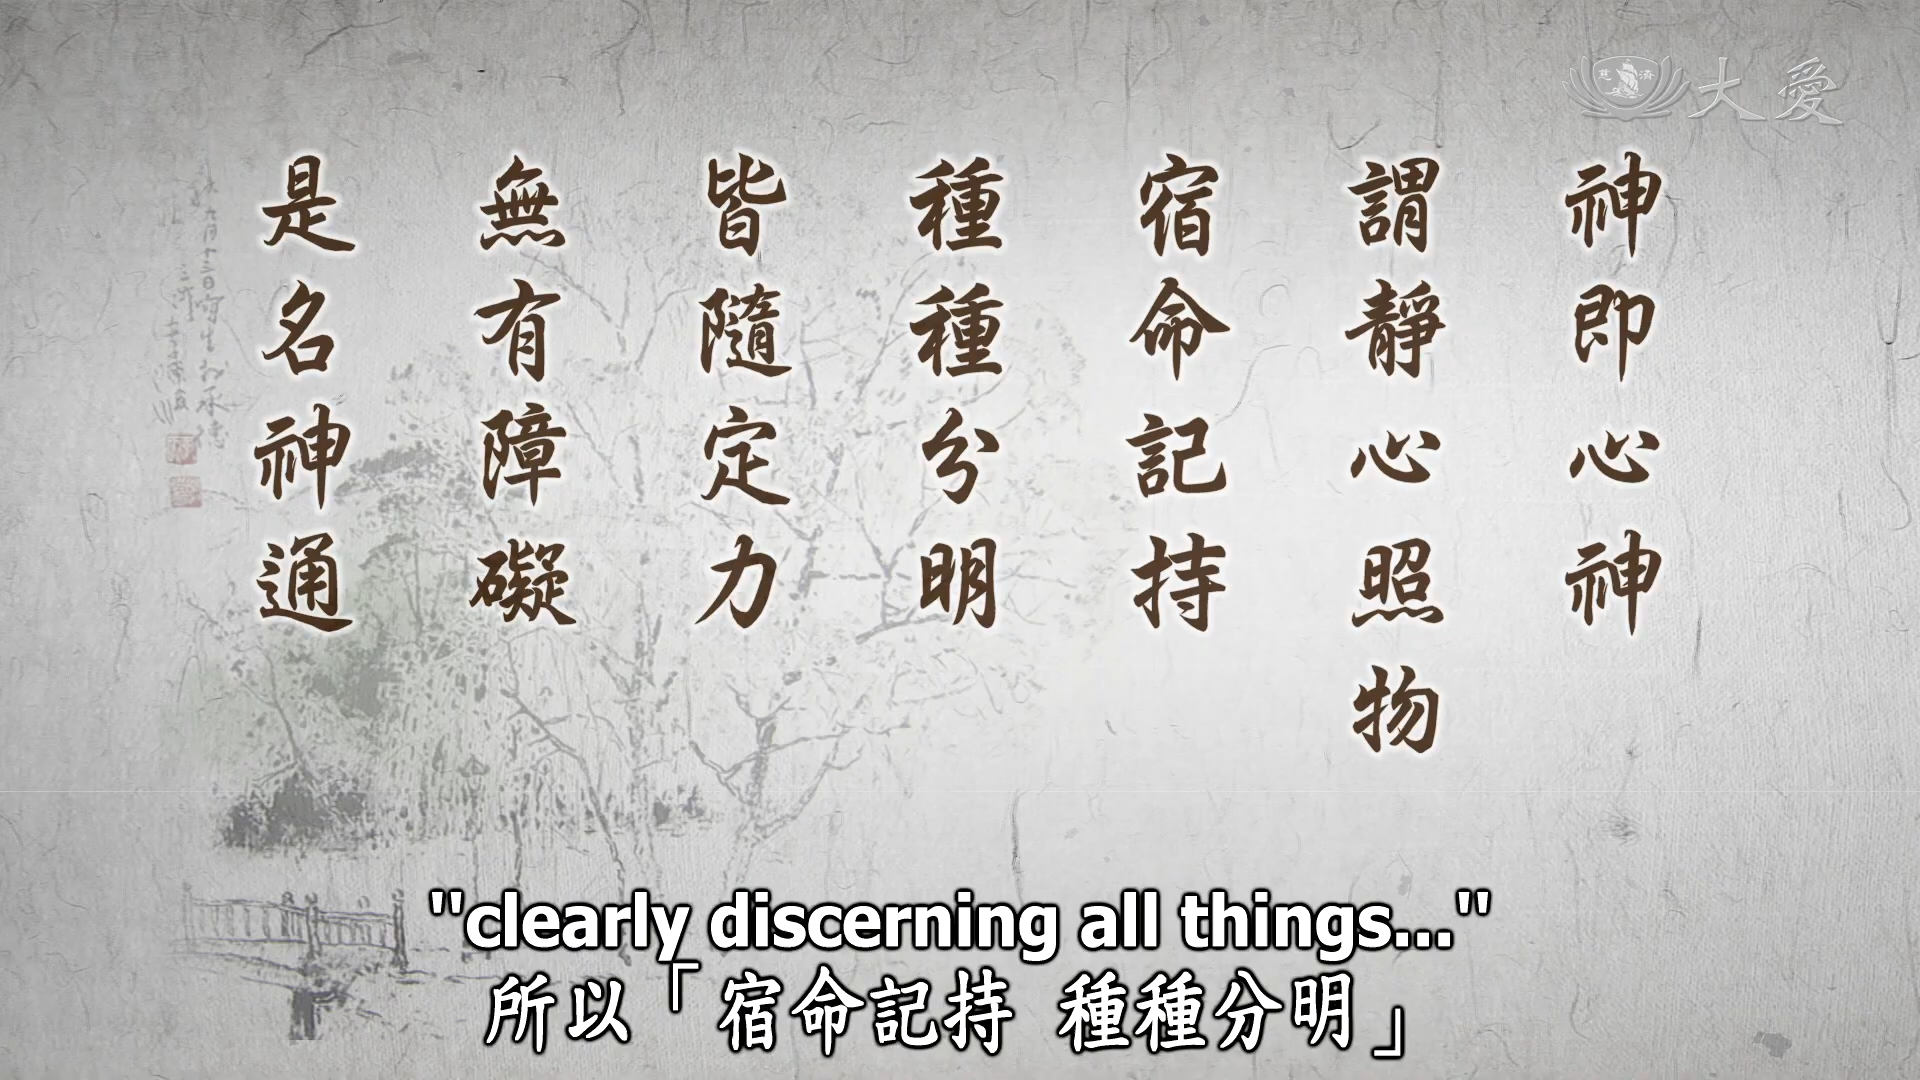 大愛
慈濟
神即心神
謂靜心照物
宿命記持
種種分明
皆隨定力
無有障礙
是名神通
"clearly discerning all things..."
所以「宿命記持 種種分明」